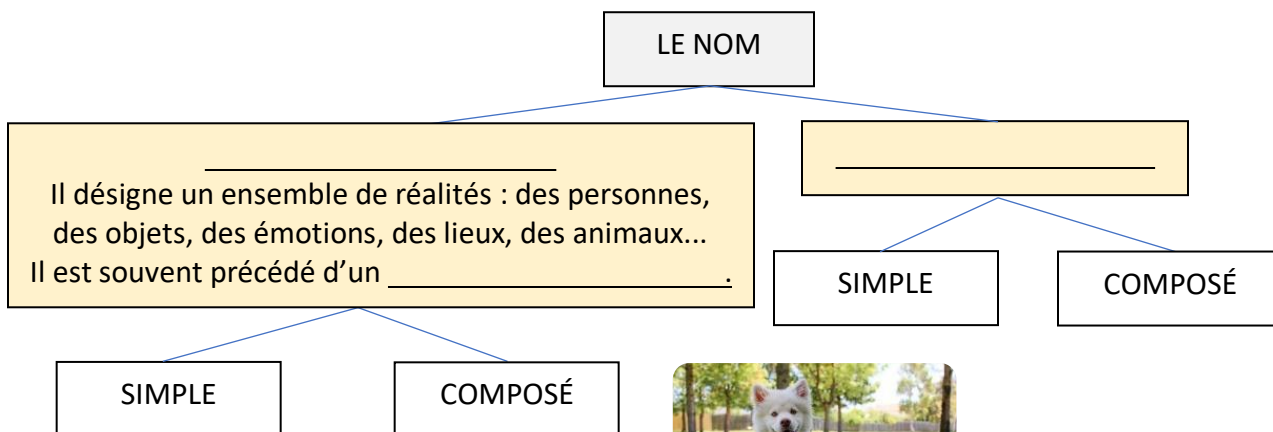 LE NOM
Il désigne un ensemble de réalités : des personnes,
des objets, des émotions, des lieux, des animaux...
Il est souvent précédé d’un ____________________.
SIMPLE
COMPOSÉ
SIMPLE
COMPOSÉ